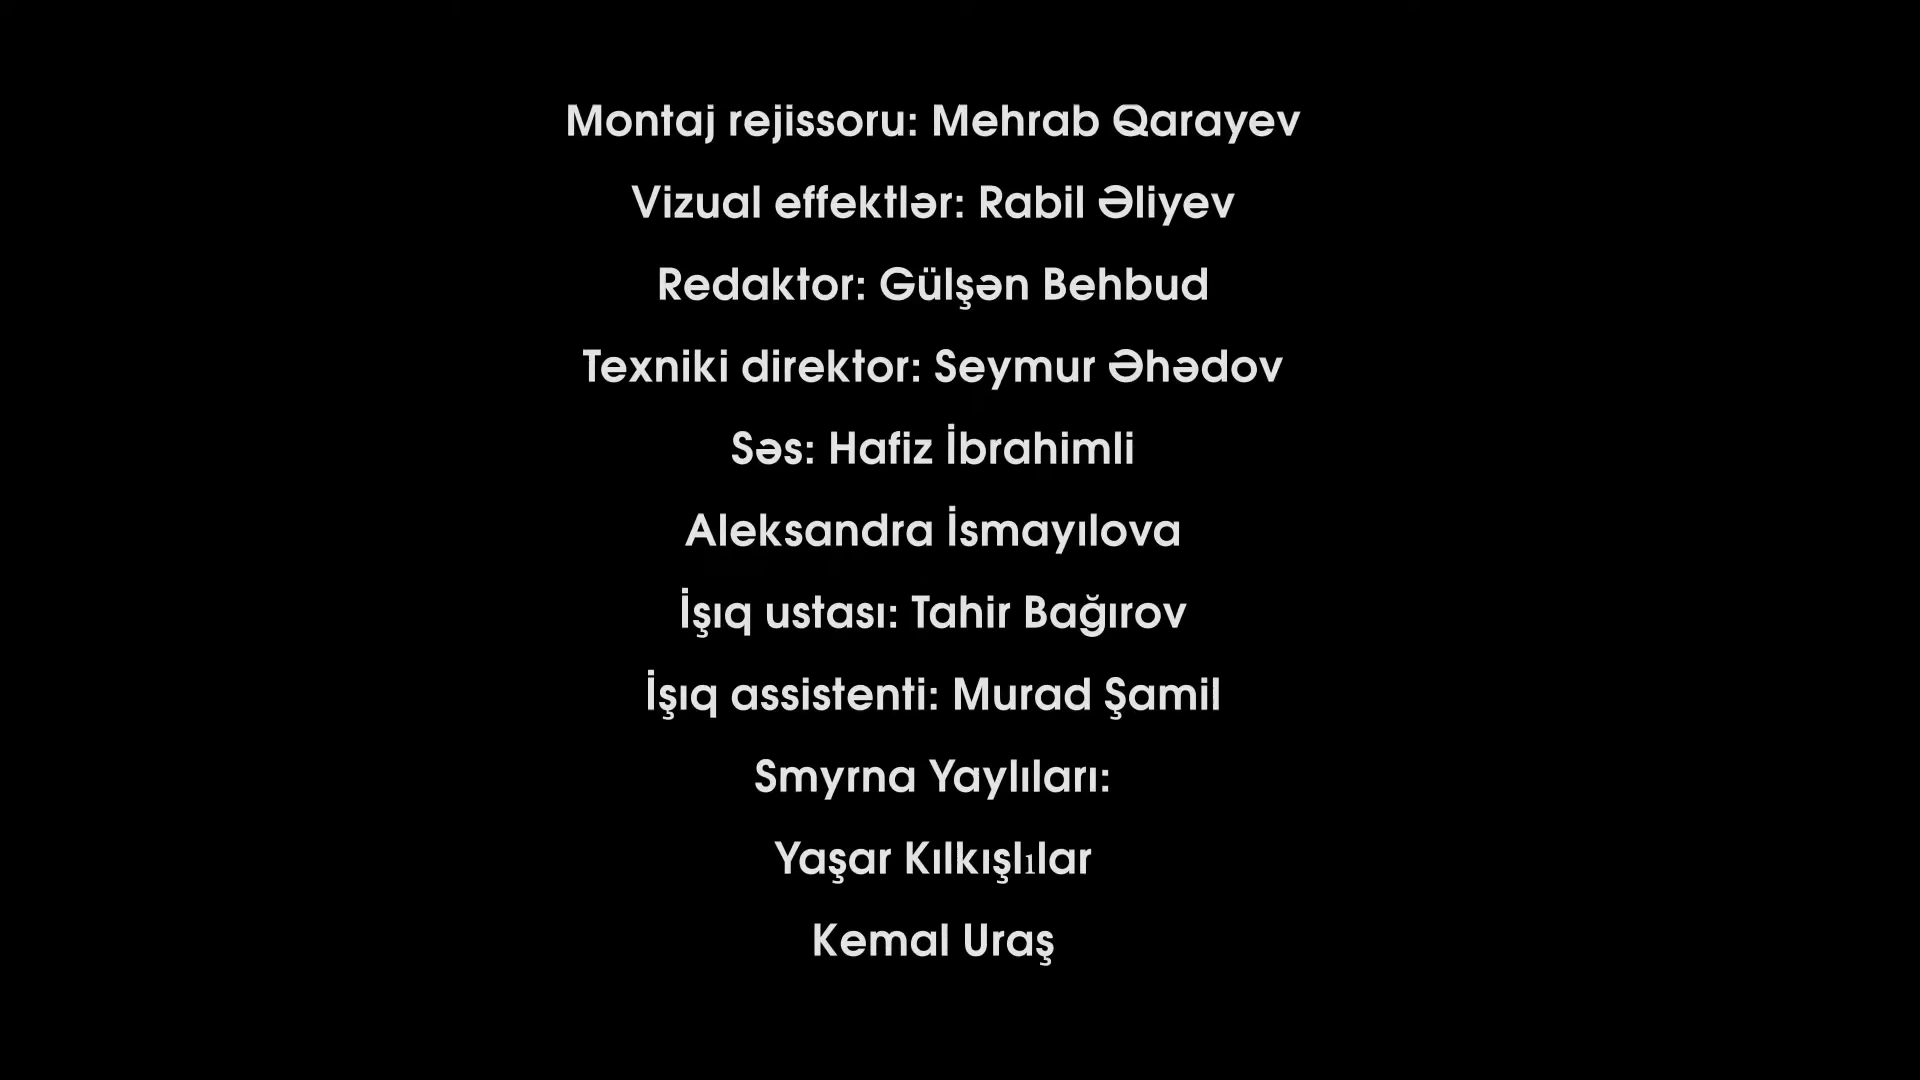 Montaj rejissoru: Mehrab Qarayev
Vizual effektlər: Rabil Əliyev
Redaktor: Gülşən Behbud
Texniki direktor: Seymur Əhədov
Səs: Hafiz İbrahimli
Aleksandra İsmayılova
İşıq ustası: Tahir Bağırov
İşıq assistenti: Murad Şamil
Smyrna Yaylıları:
Yaşar Kılkışlılar
Kemal Uraş